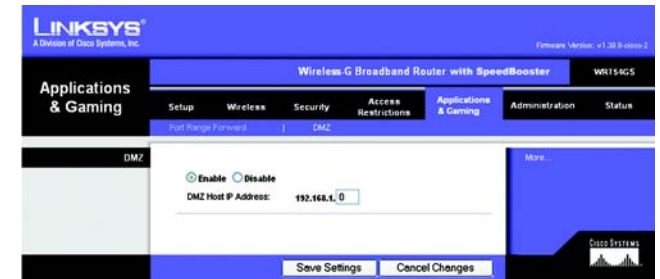 LINKSYS®
A Division of Cisco Systems, Inc.
Firmware Version: v1.30.8-cisco-2
Wireless-G Broadband Router with SpeedBooster WRT54GS
Applications & Gaming
Setup Wireless Security Access Restrictions Applications & Gaming Administration Status
Port Range Forward | DMZ
DMZ
Enable Disable
DMZ Host IP Address: 192.168.1. 0
More...
Save Settings Cancel Changes
CISCO SYSTEMS